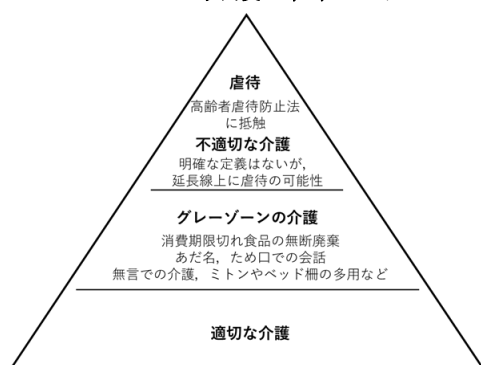 虐待
高齢者虐待防止法
に抵触
不適切な介護
明確な定義はないが，
延長線上に虐待の可能性
グレーゾーンの介護
消費期限切れ食品の無断廃棄
あだ名，ため口での会話
無言での介護，ミトンやベッド柵の多用など
適切な介護